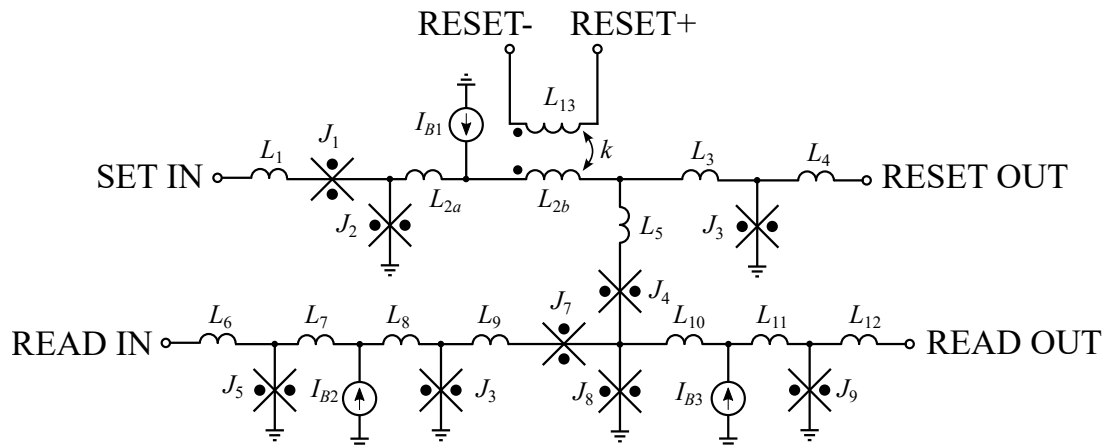 RESET- RESET+
L13
IB1
J1
k
L1
L3
L4
SET IN
RESET OUT
L2a
L2b
J2
L5
J3
J4
J7
L6
L7
L8
L9
L10
L11
L12
READ IN
READ OUT
J5
IB2
J3
J8
IB3
J9